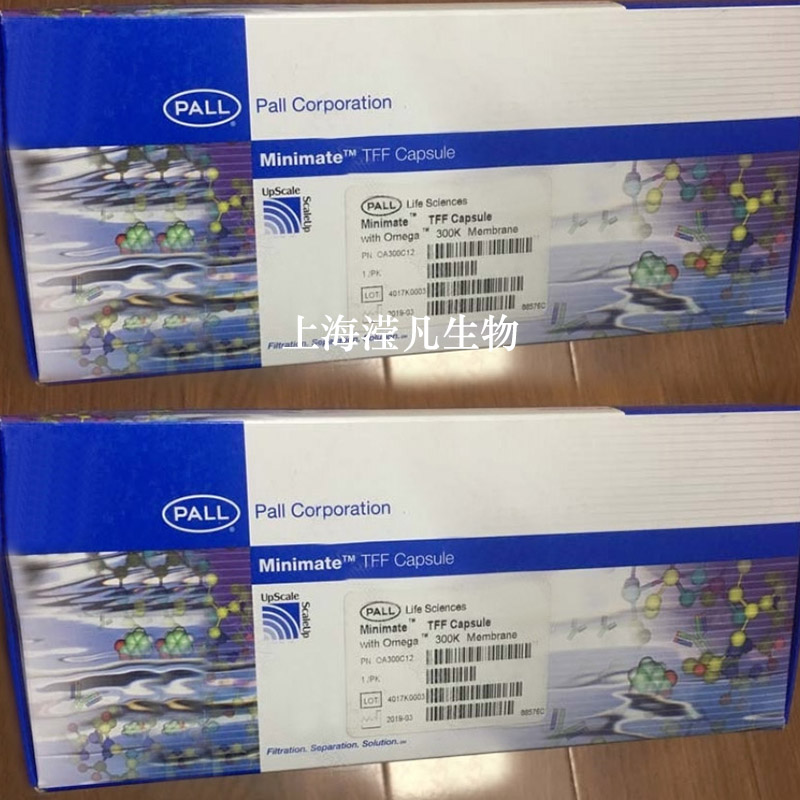 PALL
Pall Corporation
Minimate™ TFF Capsule
UpScale
ScaleUp
PALL Life Sciences
Minimate™ TFF Capsule
with Omega™ 300K Membrane
PN OA300C12
1 /PK
LOT 4017K0003
2019-03 88576C
上海滢凡生物
Filtration. Separation. Solution.SM
PALL
Pall Corporation
Minimate™ TFF Capsule
UpScale
ScaleUp
PALL Life Sciences
Minimate™ TFF Capsule
with Omega™ 300K Membrane
PN OA300C12
1 /PK
LOT 4017K0003
2019-03 88576C
Filtration. Separation. Solution.SM